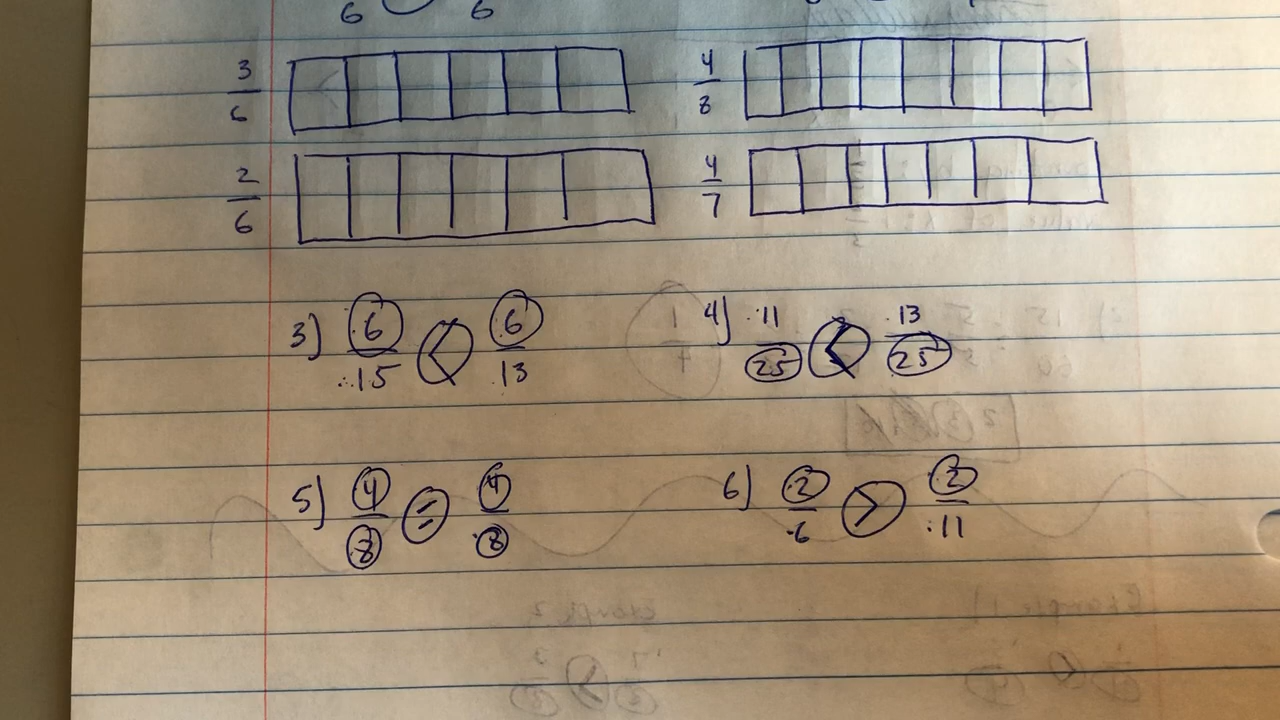 6 6
3/6 4/8
2/6 4/7
3) 6/15 < 6/13 4) 11/25 < 13/25
5) 4/8 = 4/8 6) 2/6 > 2/11